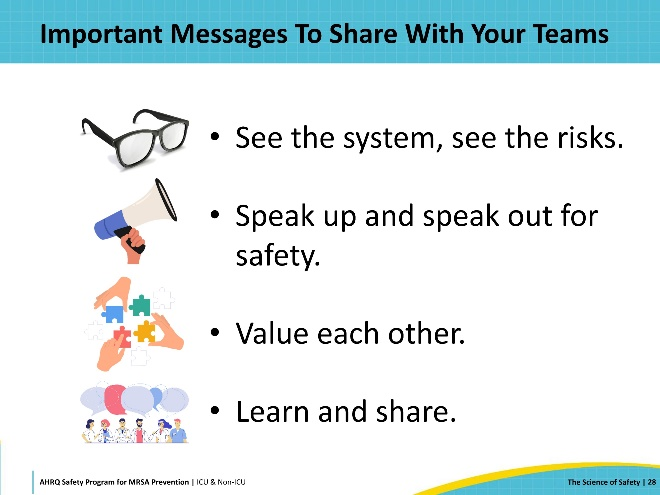 Important Messages To Share With Your Teams
• See the system, see the risks.
• Speak up and speak out for
safety.
• Value each other.
• Learn and share.
AHRQ Safety Program for MRSA Prevention | ICU & Non-ICU
The Science of Safety | 28